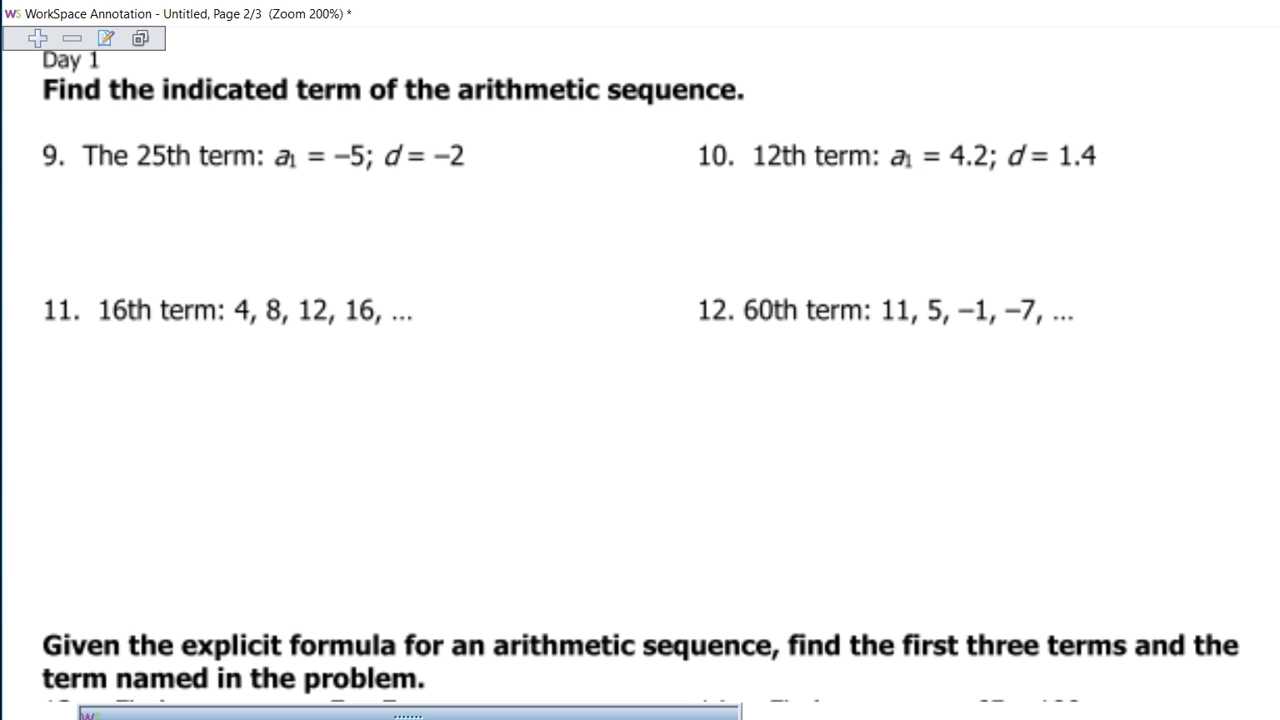 WS WorkSpace Annotation - Untitled, Page 2/3 (Zoom 200%) *
Day 1
Find the indicated term of the arithmetic sequence.
9. The 25th term: a₁ = –5; d = –2
10. 12th term: a₁ = 4.2; d = 1.4
11. 16th term: 4, 8, 12, 16, ...
12. 60th term: 11, 5, –1, –7, ...
Given the explicit formula for an arithmetic sequence, find the first three terms and the
term named in the problem.
WS